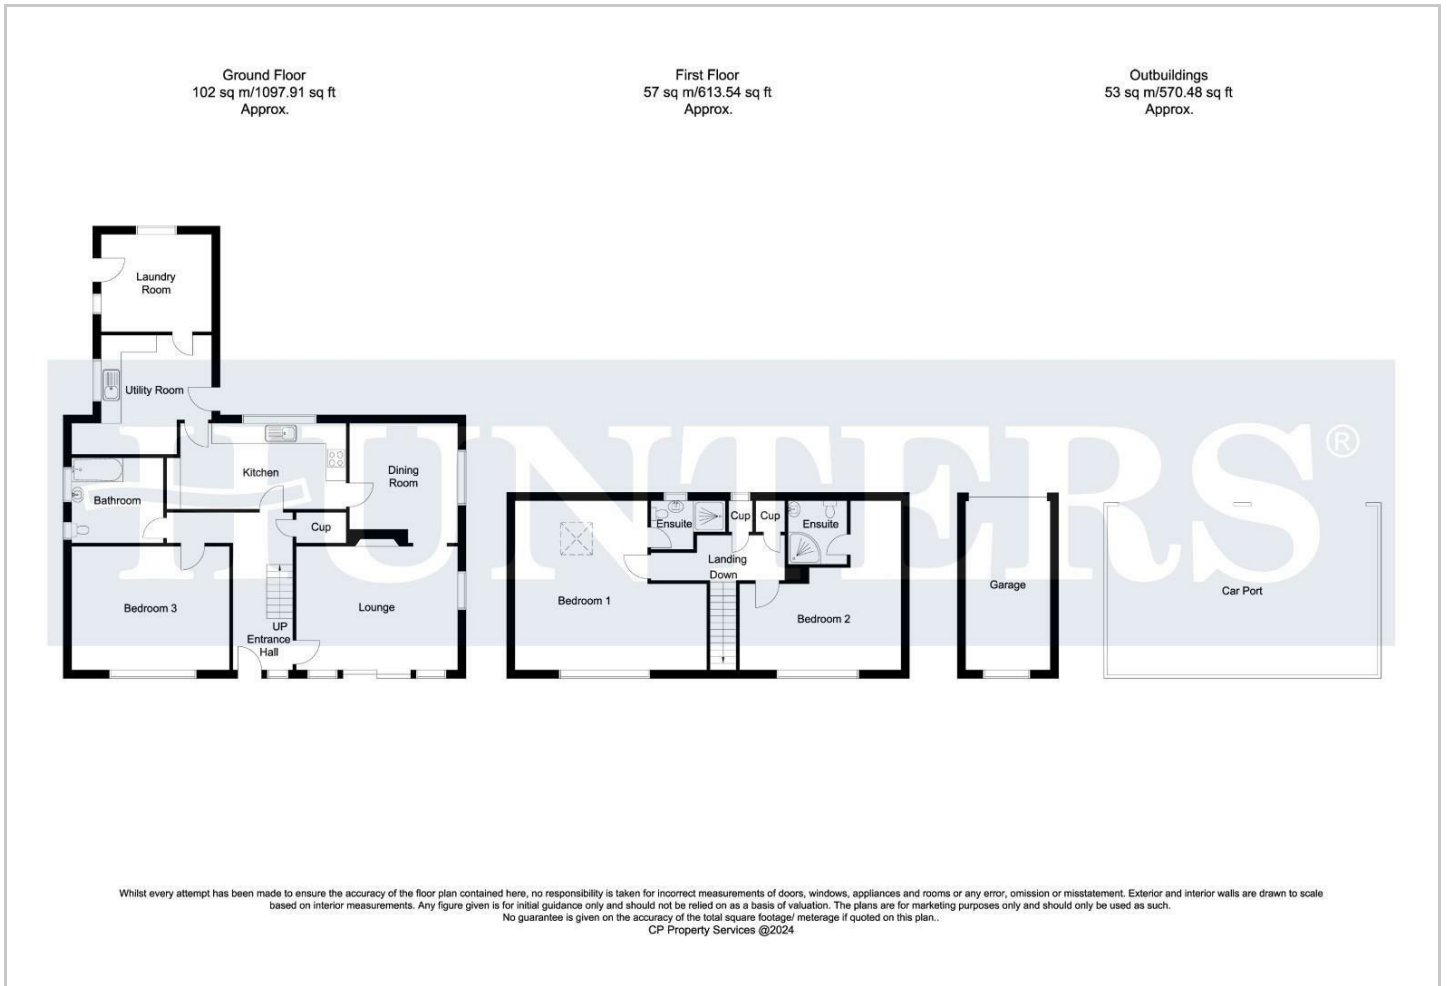 Ground Floor
102 sq m/1097.91 sq ft
Approx.
First Floor
57 sq m/613.54 sq ft
Approx.
Outbuildings
53 sq m/570.48 sq ft
Approx.
Laundry
Room
Utility Room
Kitchen
Dining
Room
Bathroom
Cup
Bedroom 3
Lounge
UP
Entrance
Hall
Ensuite
Cup
Cup
Ensuite
Landing
Down
Bedroom 1
Bedroom 2
Garage
Car Port
HUNTERS®
Whilst every attempt has been made to ensure the accuracy of the floor plan contained here, no responsibility is taken for incorrect measurements of doors, windows, appliances and rooms or any error, omission or misstatement. Exterior and interior walls are drawn to scale
based on interior measurements. Any figure given is for initial guidance only and should not be relied on as a basis of valuation. The plans are for marketing purposes only and should only be used as such.
No guarantee is given on the accuracy of the total square footage/ meterage if quoted on this plan..
CP Property Services @2024